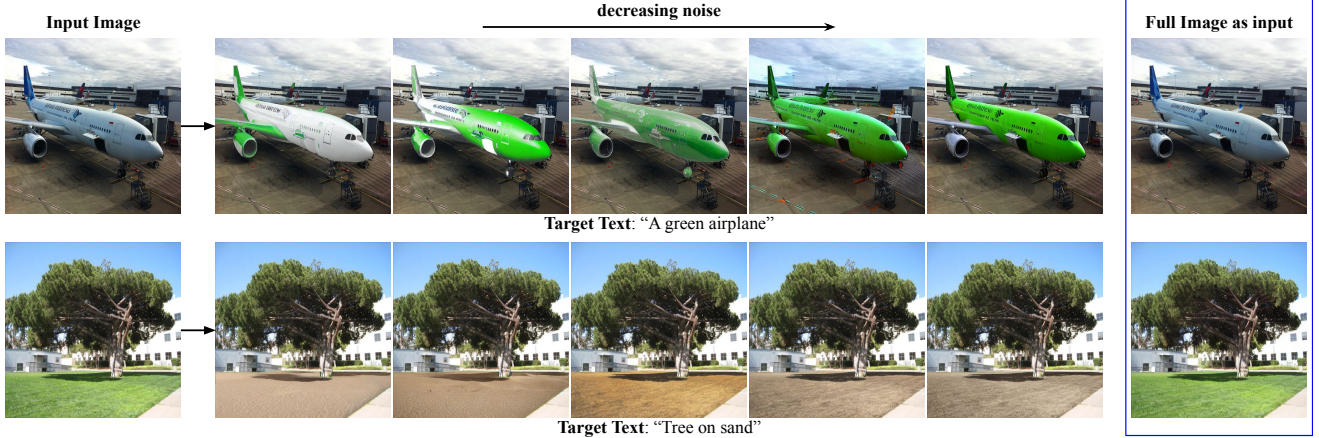 decreasing noise
Input Image
Full Image as input
Target Text: “A green airplane”
Target Text: “Tree on sand”